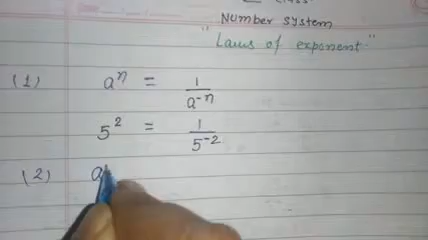 Number system
"Laws of exponent"
(1) aⁿ = 1/a⁻ⁿ
5² = 1/5⁻²
(2) a